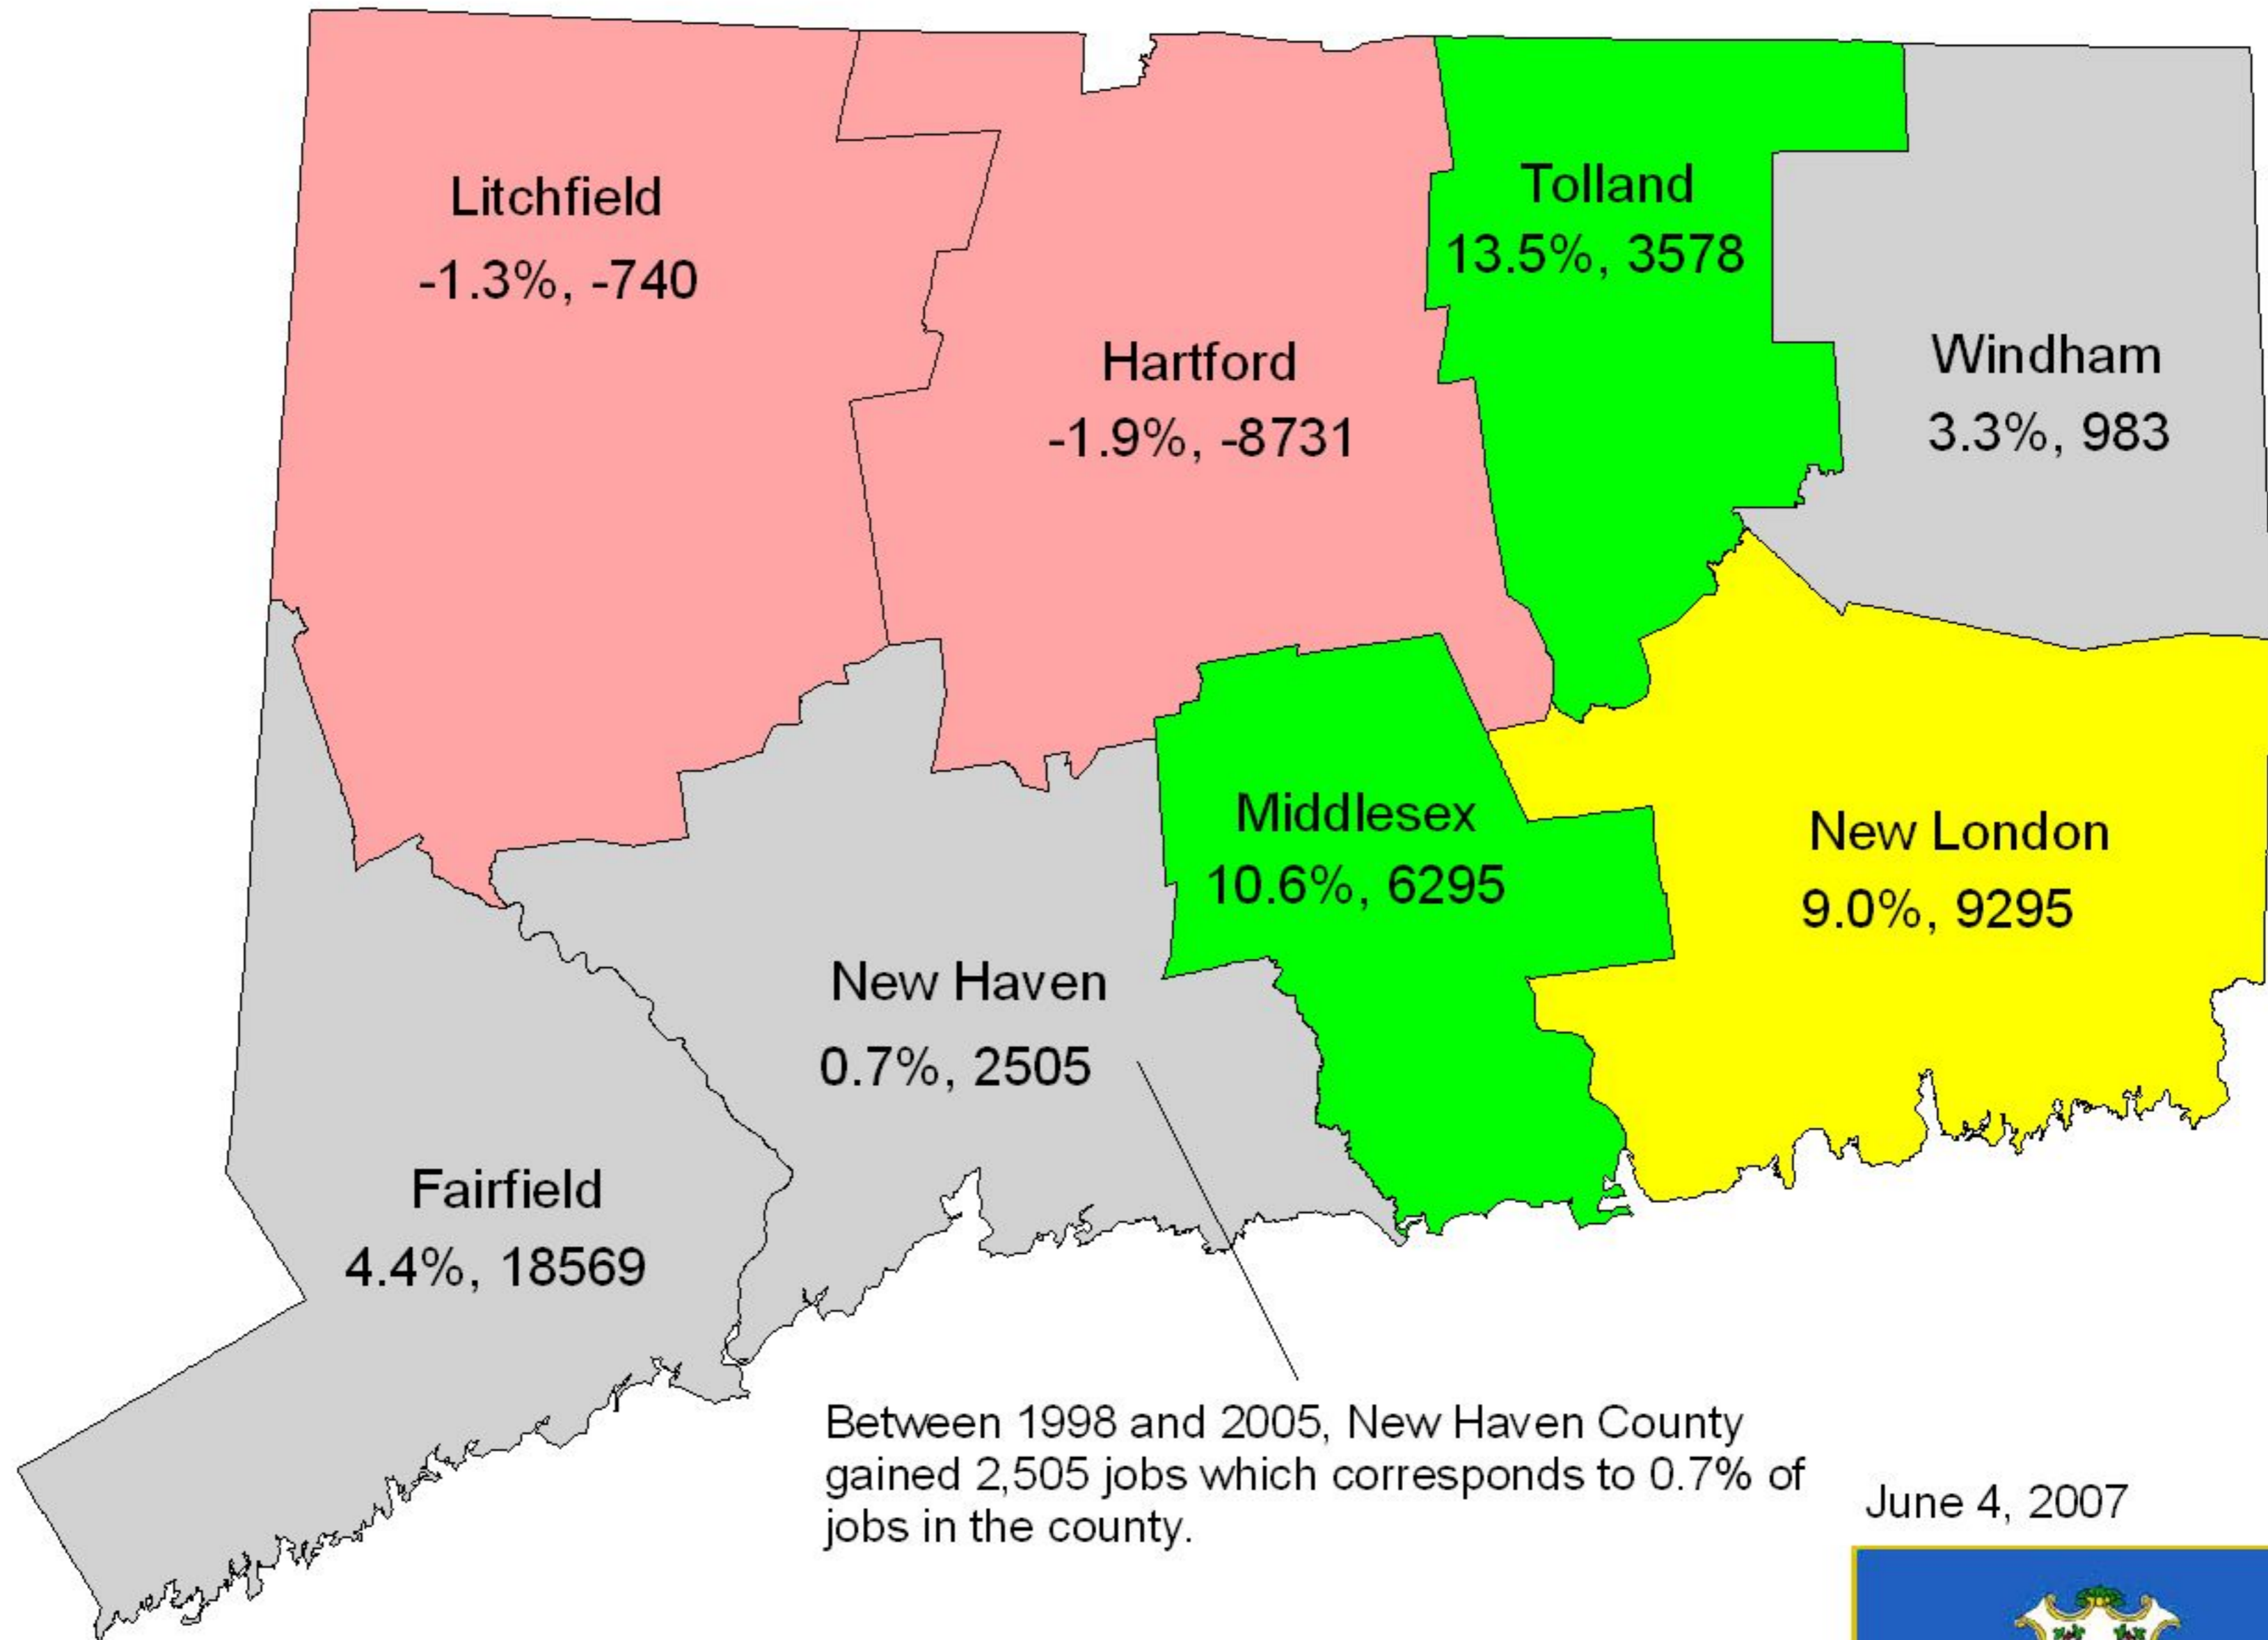 Litchfield
-1.3%, -740
Hartford
-1.9%, -8731
Tolland
13.5%, 3578
Windham
3.3%, 983
Middlesex
10.6%, 6295
New London
9.0%, 9295
New Haven
0.7%, 2505
Fairfield
4.4%, 18569
Between 1998 and 2005, New Haven County
gained 2,505 jobs which corresponds to 0.7% of
jobs in the county.
June 4, 2007